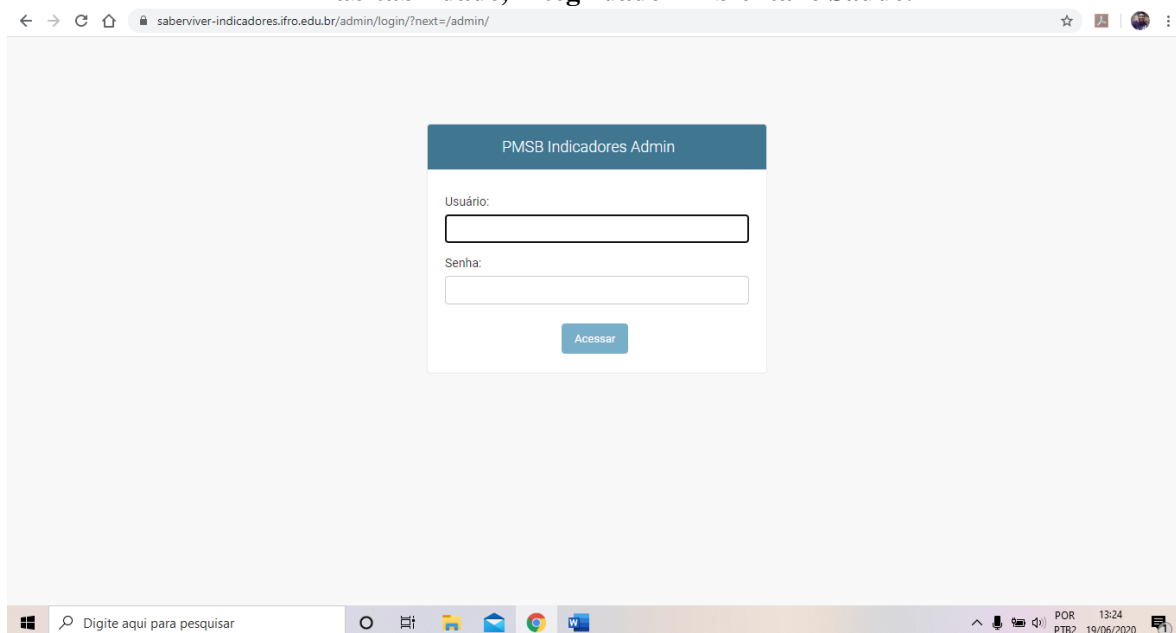 saberviver-indicadores.ifro.edu.br/admin/login/?next=/admin/
PMSB Indicadores Admin
Usuário:
Senha:
Acessar
Digite aqui para pesquisar
POR
PTB2
13:24
19/06/2020